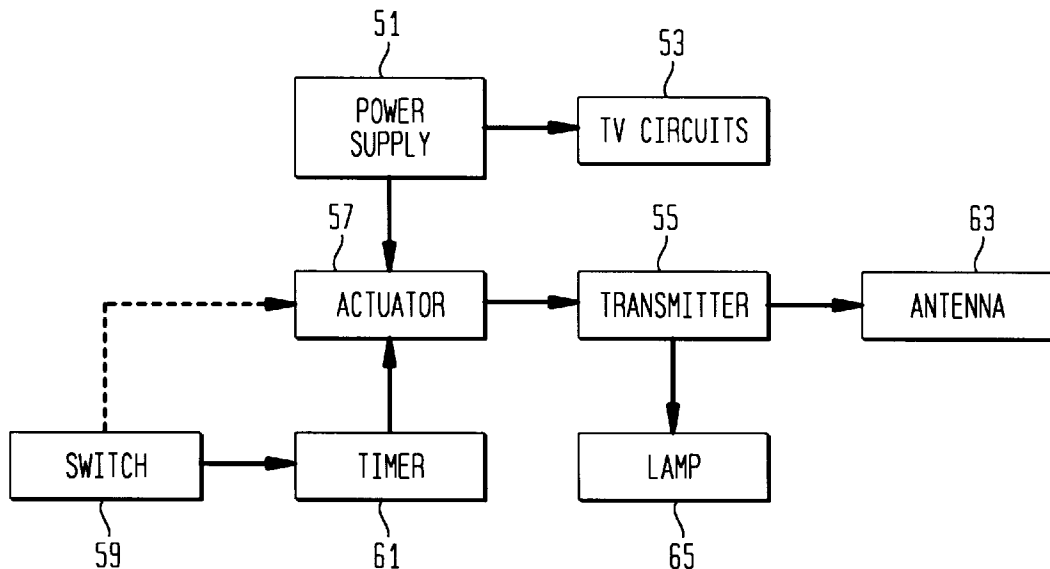 51
53
POWER
SUPPLY
TV CIRCUITS
57
55
63
ACTUATOR
TRANSMITTER
ANTENNA
SWITCH
TIMER
LAMP
59
61
65